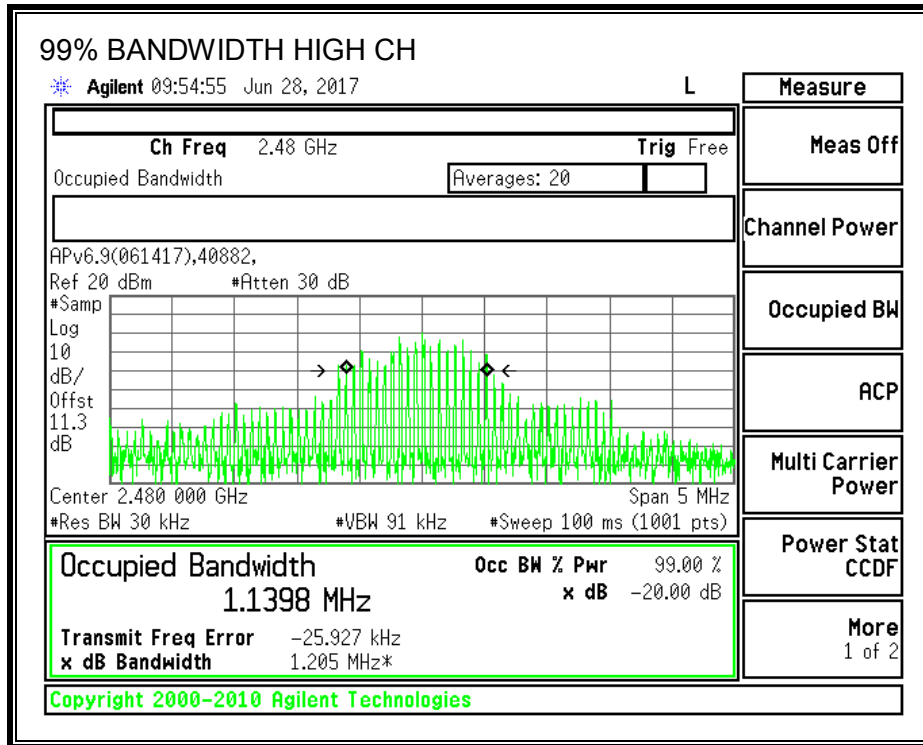 99% BANDWIDTH HIGH CH
Agilent 09:54:55 Jun 28, 2017 L
Measure
Ch Freq 2.48 GHz Trig Free
Occupied Bandwidth Averages: 20
APv6.9(061417),40882,
Ref 20 dBm #Atten 30 dB
#Samp
Log
10
dB/
Offst
11.3
dB
Center 2.480 000 GHz Span 5 MHz
#Res BW 30 kHz #VBW 91 kHz #Sweep 100 ms (1001 pts)
Occupied Bandwidth
1.1398 MHz
Occ BW % Pwr 99.00 %
x dB -20.00 dB
Transmit Freq Error -25.927 kHz
x dB Bandwidth 1.205 MHz*
Meas Off
Channel Power
Occupied BW
ACP
Multi Carrier
Power
Power Stat
CCDF
More
1 of 2
Copyright 2000-2010 Agilent Technologies